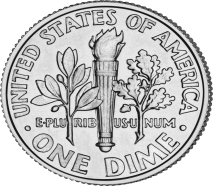 UNITED STATES OF AMERICA
E·PLURIBUS·UNUM
·ONE DIME·